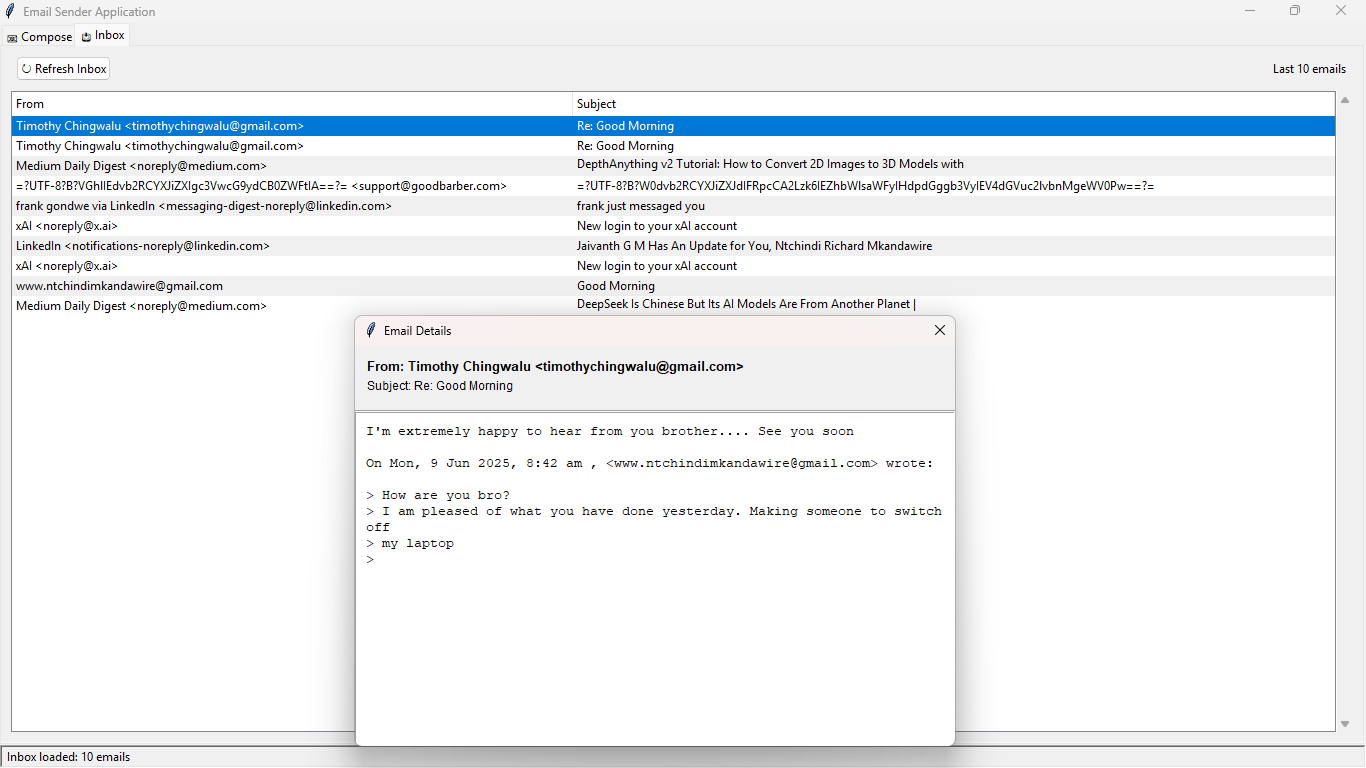 Email Sender Application
Compose
Inbox
Refresh Inbox
Last 10 emails
From Subject
Timothy Chingwalu <timothychingwalu@gmail.com> Re: Good Morning
Timothy Chingwalu <timothychingwalu@gmail.com> Re: Good Morning
Medium Daily Digest <noreply@medium.com> DepthAnything v2 Tutorial: How to Convert 2D Images to 3D Models with
=?UTF-8?B?VGhlIEdvb2RCYXJiZXIgc3VwcG9ydCB0ZWFtIA==?= <support@goodbarber.com> =?UTF-8?B?W0dvb2RCYXJiZXJdIFRpcCA2Lzk6IEZhbWlsaWFyIHdpdGggb3VyIEV4dGVuc2lvbnMgeWV0Pw==?=
frank gondwe via LinkedIn <messaging-digest-noreply@linkedin.com> frank just messaged you
xAI <noreply@x.ai> New login to your xAI account
LinkedIn <notifications-noreply@linkedin.com> Jaivanth G M Has An Update for You, Ntchindi Richard Mkandawire
xAI <noreply@x.ai> New login to your xAI account
www.ntchindimkandawire@gmail.com Good Morning
Medium Daily Digest <noreply@medium.com> DeepSeek Is Chinese But Its AI Models Are From Another Planet |
Email Details
From: Timothy Chingwalu <timothychingwalu@gmail.com>
Subject: Re: Good Morning
I'm extremely happy to hear from you brother.... See you soon
On Mon, 9 Jun 2025, 8:42 am , <www.ntchindimkandawire@gmail.com> wrote:
> How are you bro?
> I am pleased of what you have done yesterday. Making someone to switch
off
> my laptop
>
Inbox loaded: 10 emails